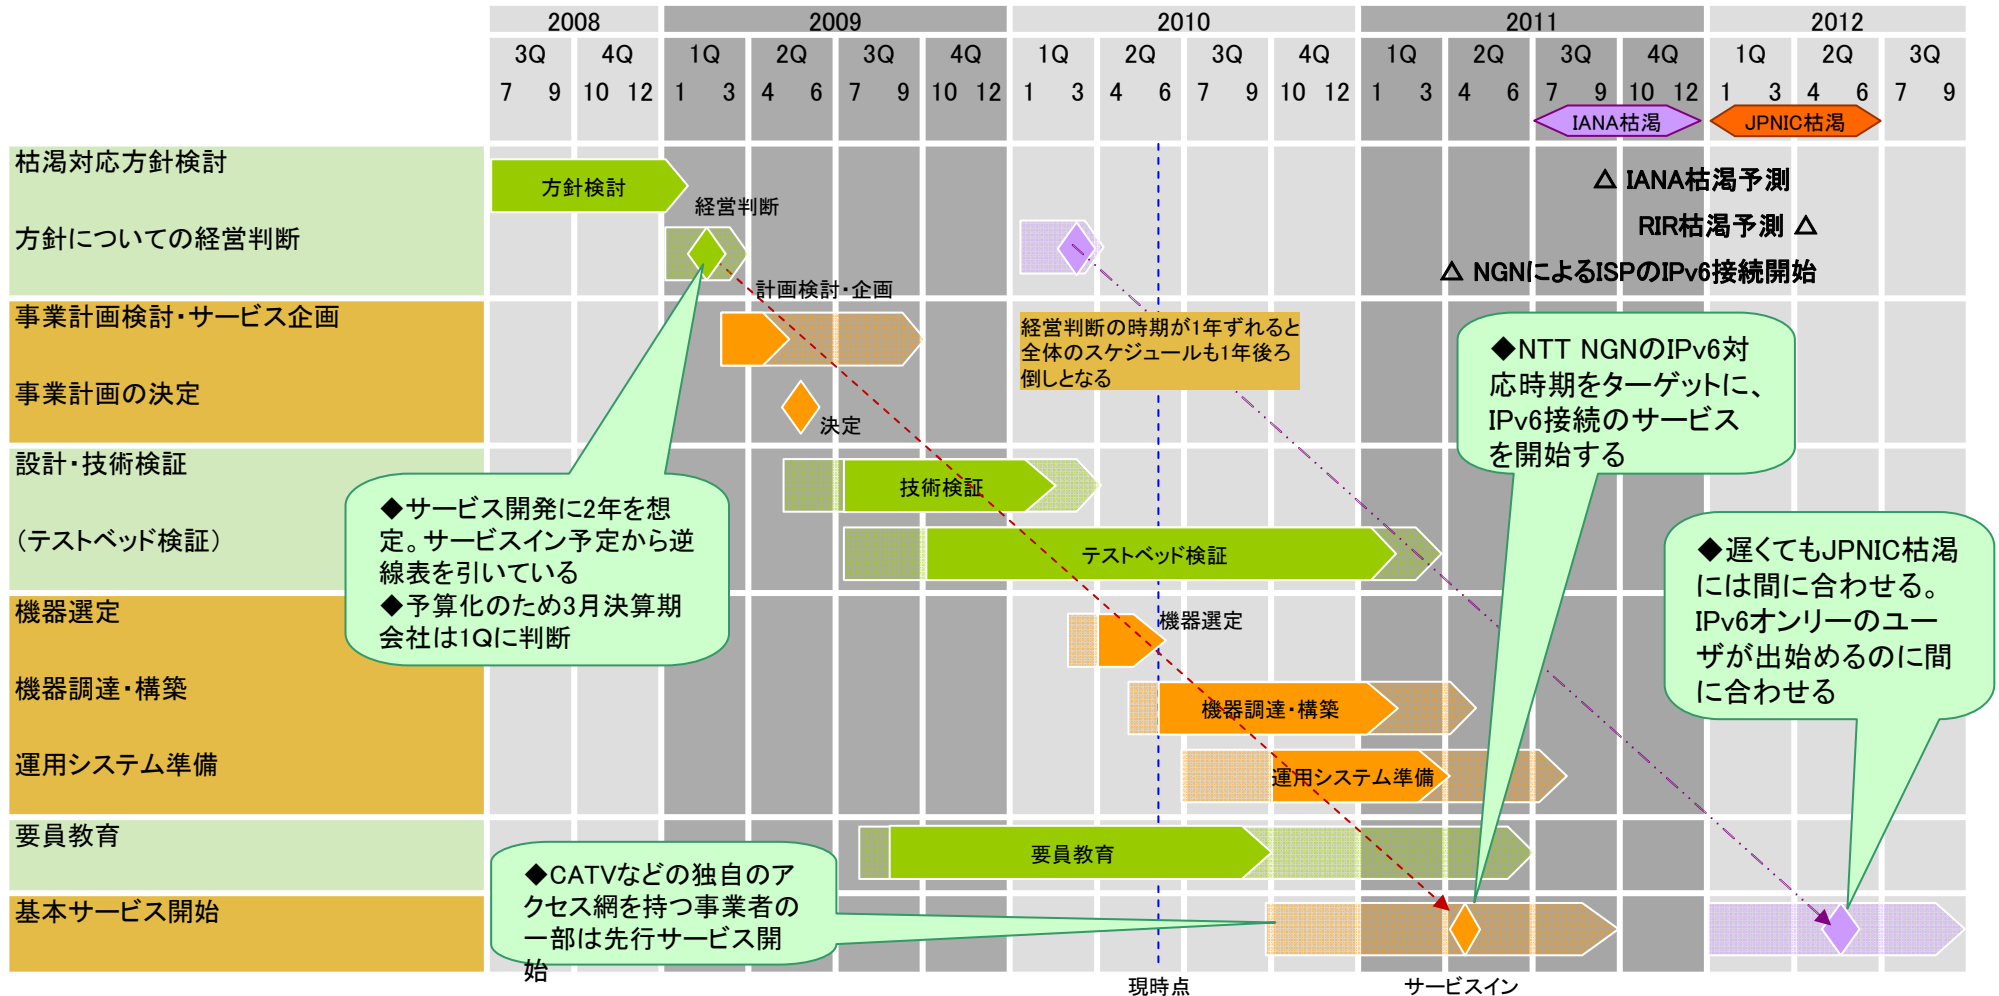 2008 2009 2010 2011 2012
3Q 4Q 1Q 2Q 3Q 4Q 1Q 2Q 3Q 4Q 1Q 2Q 3Q 4Q 1Q 2Q 3Q
7 9 10 12 1 3 4 6 7 9 10 12 1 3 4 6 7 9 10 12 1 3 4 6 7 9 10 12 1 3 4 6 7 9
IANA枯渇 JPNIC枯渇
枯渇対応方針検討
方針検討
△ IANA枯渇予測
経営判断
方針についての経営判断
RIR枯渇予測 △
△ NGNによるISPのIPv6接続開始
計画検討・企画
事業計画検討・サービス企画
経営判断の時期が1年ずれると
全体のスケジュールも1年後ろ
倒しとなる
◆NTT NGNのIPv6対
応時期をターゲットに、
IPv6接続のサービス
を開始する
事業計画の決定
決定
設計・技術検証
技術検証
◆サービス開発に2年を想
定。サービスイン予定から逆
線表を引いている
◆予算化のため3月決算期
会社は1Qに判断
（テストベッド検証）
テストベッド検証
◆遅くてもJPNIC枯渇
には間に合わせる。
IPv6オンリーのユー
ザが出始めるのに間
に合わせる
機器選定
機器選定
機器調達・構築
機器調達・構築
運用システム準備
運用システム準備
要員教育
要員教育
◆CATVなどの独自のア
クセス網を持つ事業者の
一部は先行サービス開
始
基本サービス開始
現時点
サービスイン